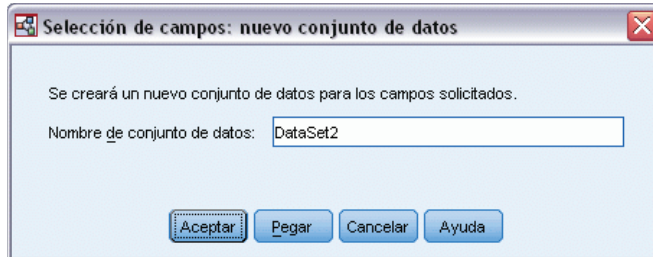 Selección de campos: nuevo conjunto de datos
Se creará un nuevo conjunto de datos para los campos solicitados.
Nombre de conjunto de datos: DataSet2
Aceptar Pegar Cancelar Ayuda